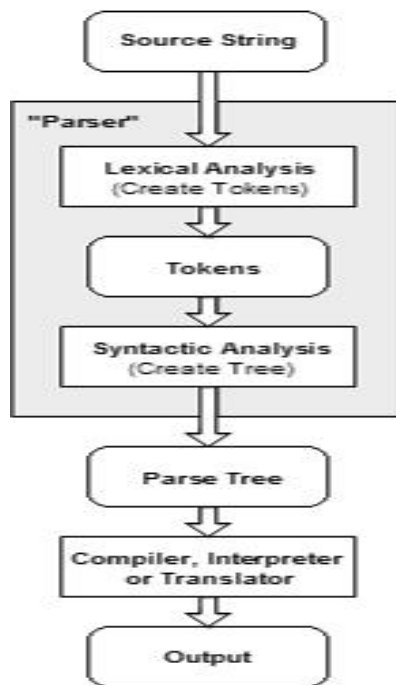 Source String
"Parser"
Lexical Analysis
(Create Tokens)
Tokens
Syntactic Analysis
(Create Tree)
Parse Tree
Compiler, Interpreter
or Translator
Output